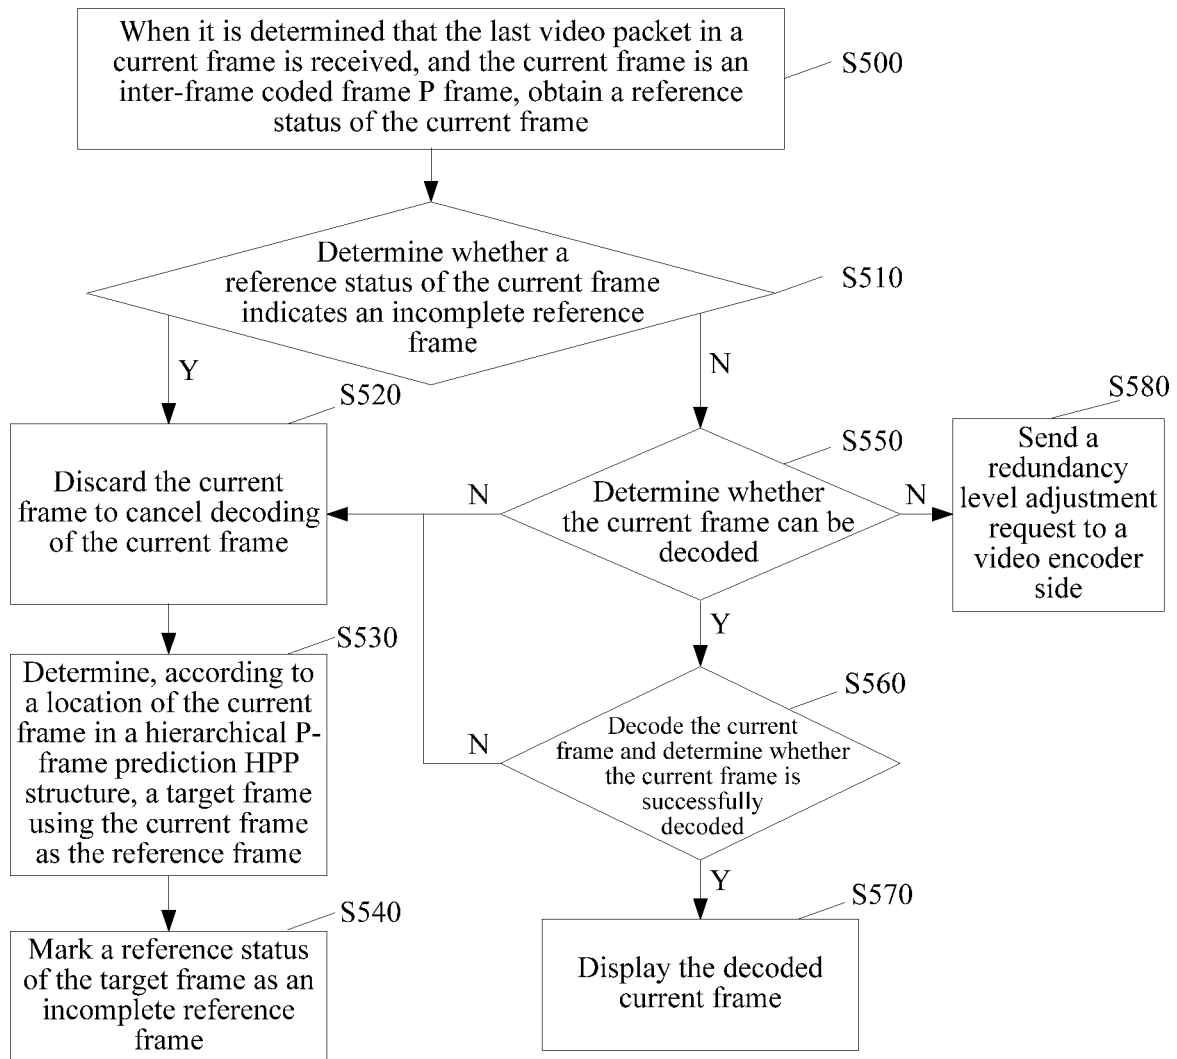 When it is determined that the last video packet in a
current frame is received, and the current frame is an
inter-frame coded frame P frame, obtain a reference
status of the current frame
S500
Determine whether a
reference status of the current frame
indicates an incomplete reference
frame
S510
Y
N
S520
Discard the current
frame to cancel decoding
of the current frame
S550
Determine whether
the current frame can be
decoded
N
N
S580
Send a
redundancy
level adjustment
request to a
video encoder
side
Y
S530
Determine, according to
a location of the current
frame in a hierarchical P-
frame prediction HPP
structure, a target frame
using the current frame
as the reference frame
S560
Decode the current
frame and determine whether
the current frame is
successfully
decoded
N
Y
S540
Mark a reference status
of the target frame as an
incomplete reference
frame
S570
Display the decoded
current frame